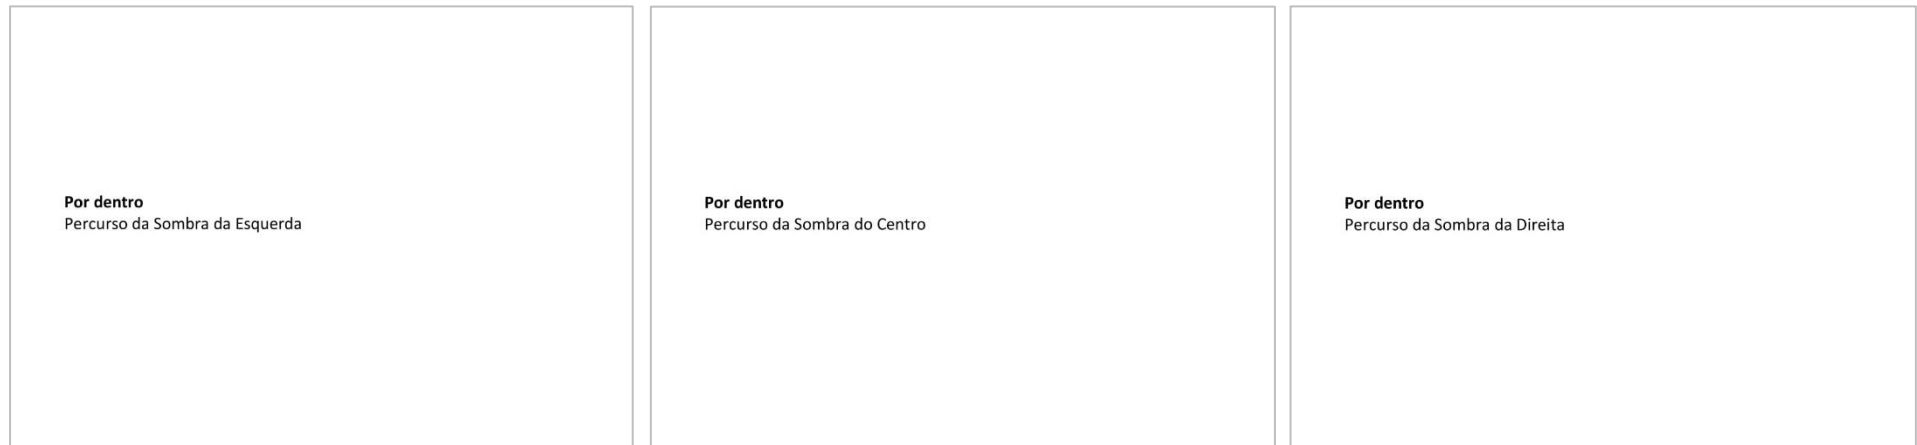 Por dentro
Percurso da Sombra da Esquerda
Por dentro
Percurso da Sombra do Centro
Por dentro
Percurso da Sombra da Direita